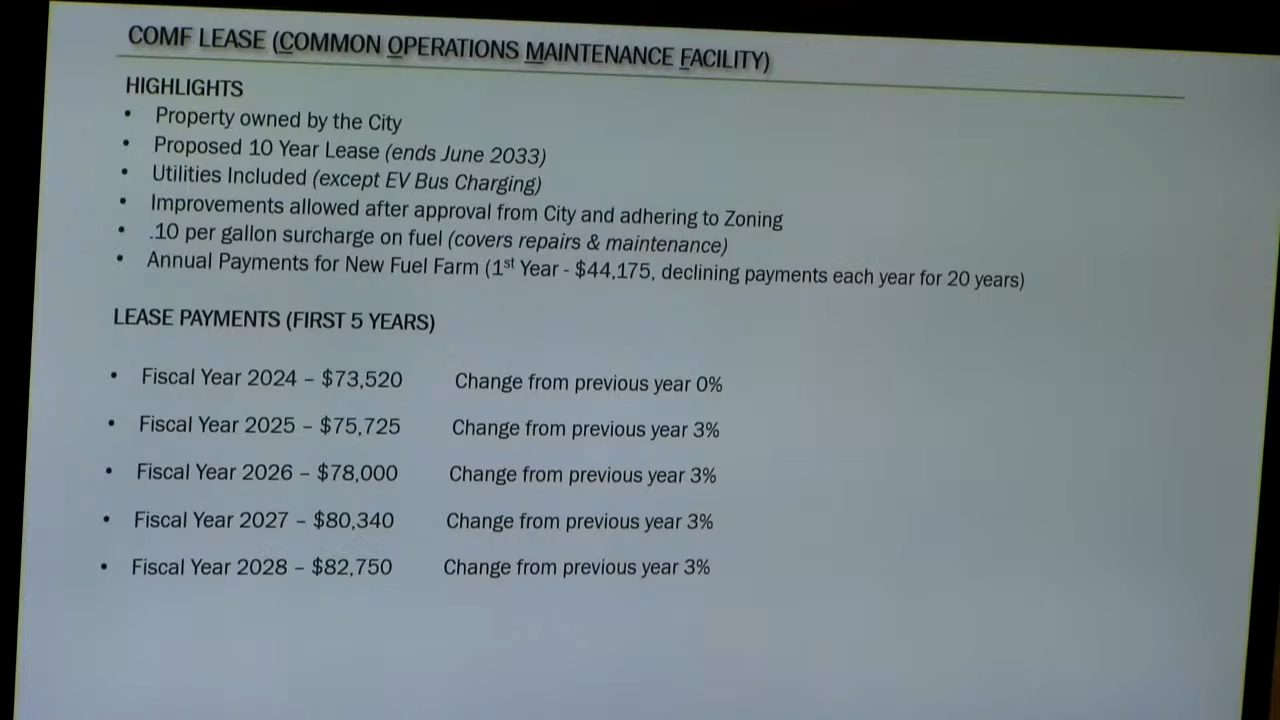 COMF LEASE (COMMON OPERATIONS MAINTENANCE FACILITY)
HIGHLIGHTS
• Property owned by the City
• Proposed 10 Year Lease (ends June 2033)
• Utilities Included (except EV Bus Charging)
• Improvements allowed after approval from City and adhering to Zoning
• .10 per gallon surcharge on fuel (covers repairs & maintenance)
• Annual Payments for New Fuel Farm (1st Year - $44,175, declining payments each year for 20 years)
LEASE PAYMENTS (FIRST 5 YEARS)
• Fiscal Year 2024 – $73,520 Change from previous year 0%
• Fiscal Year 2025 – $75,725 Change from previous year 3%
• Fiscal Year 2026 – $78,000 Change from previous year 3%
• Fiscal Year 2027 – $80,340 Change from previous year 3%
• Fiscal Year 2028 – $82,750 Change from previous year 3%